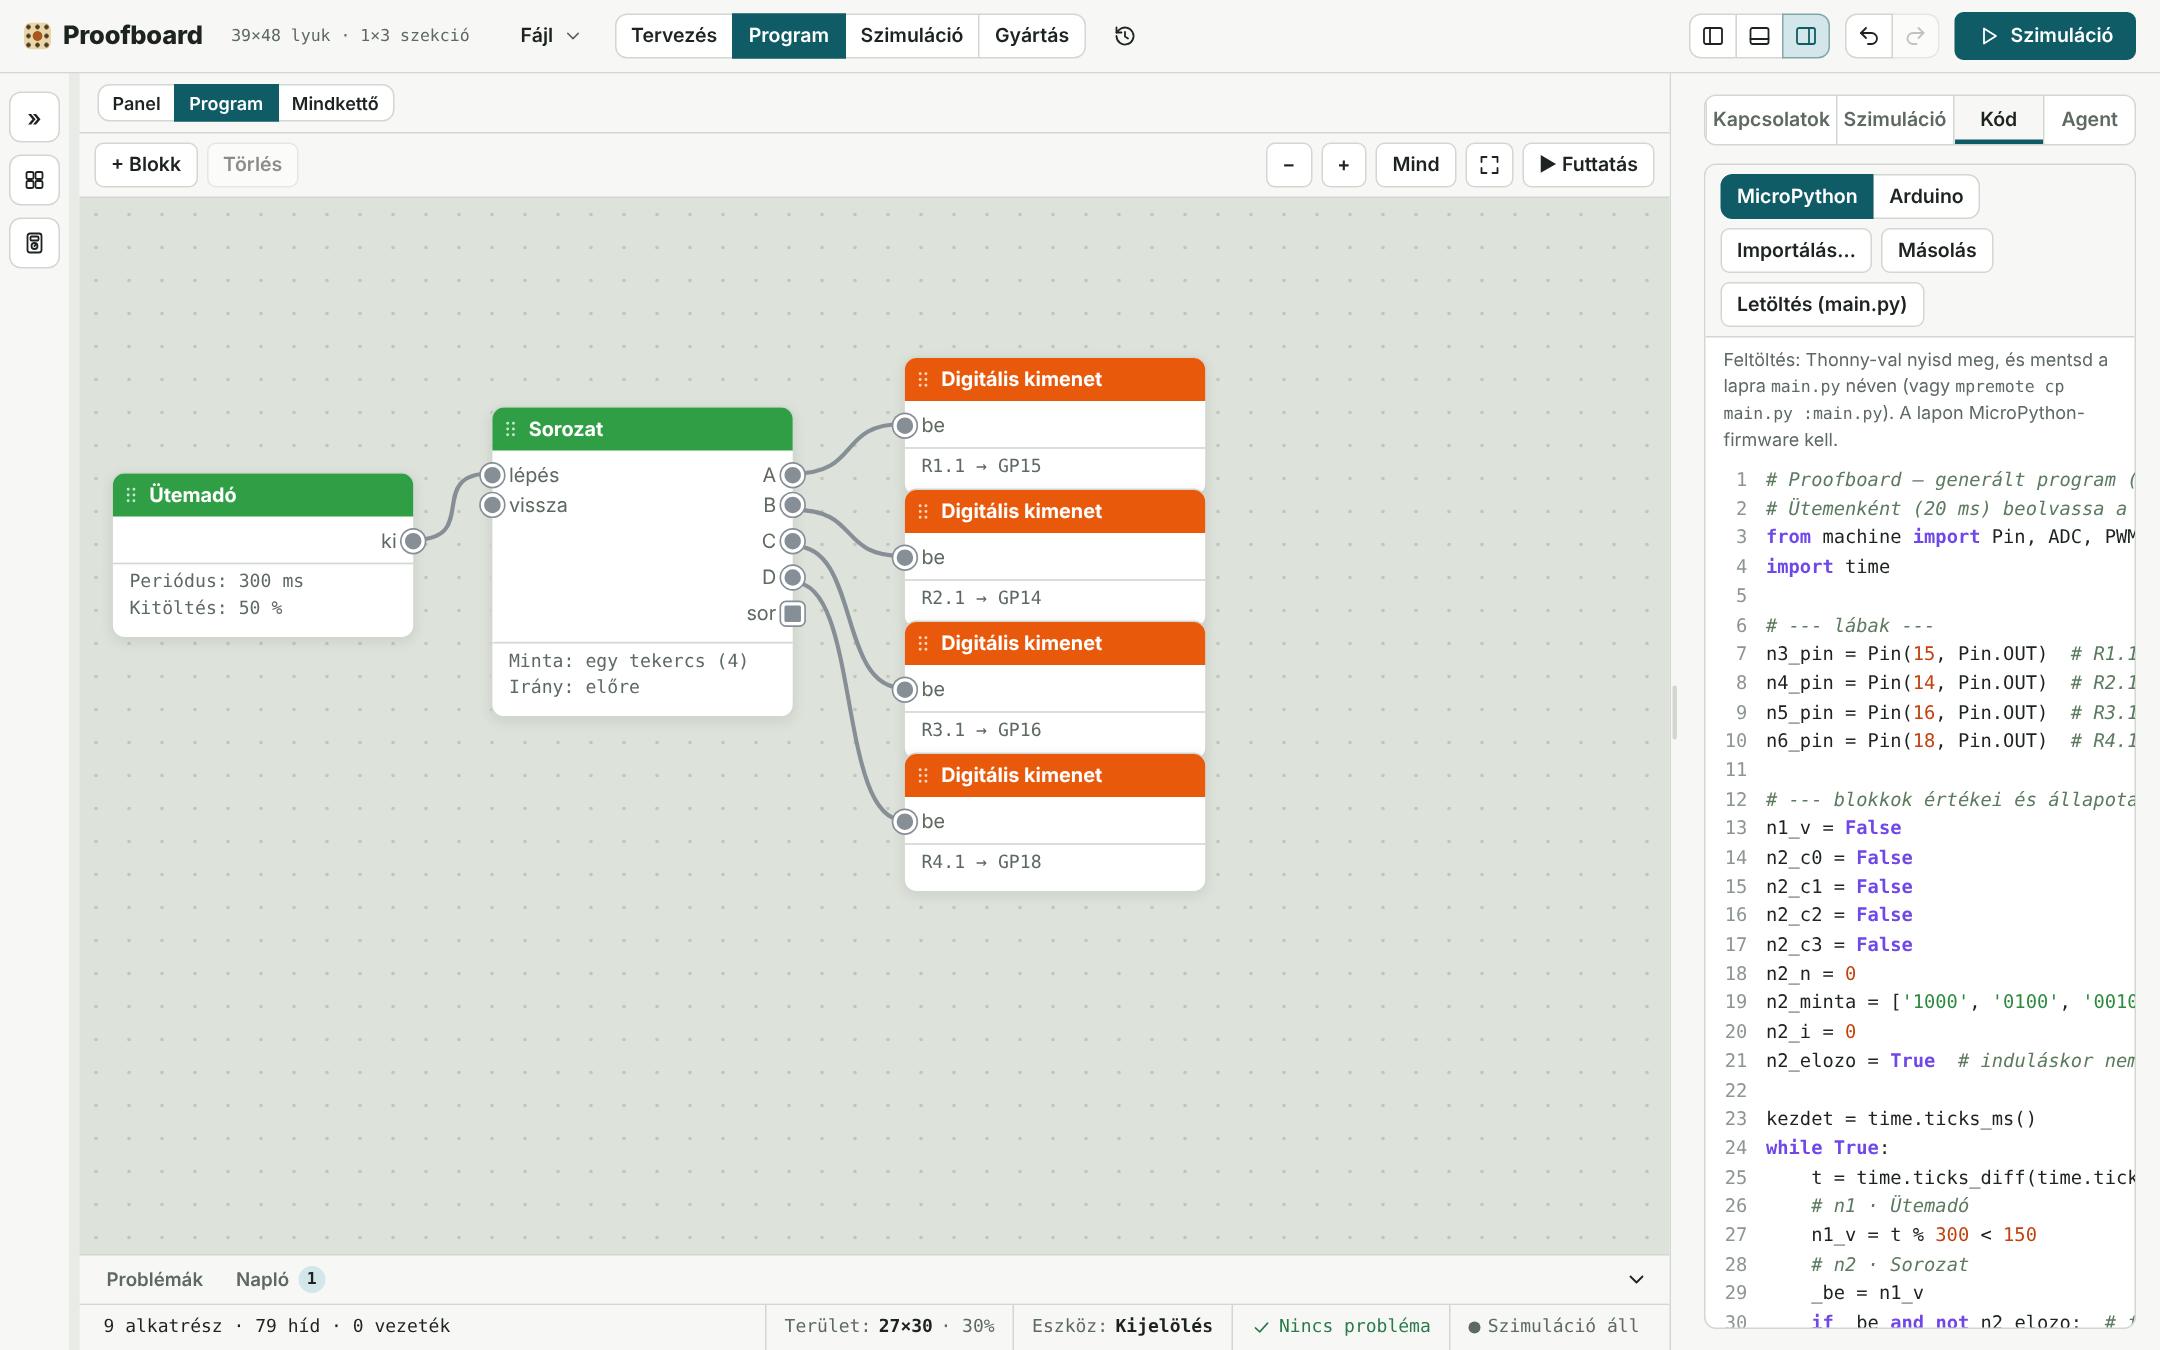 Proofboard 39×48 lyuk · 1×3 szekció Fájl Tervezés Program Szimuláció Gyártás Szimuláció
Panel Program Mindkettő
+ Blokk Törlés − + Mind Futtatás
Ütemadó
ki
Periódus: 300 ms
Kitöltés: 50 %
Sorozat
lépés A
vissza B
C
D
sor
Minta: egy tekercs (4)
Irány: előre
Digitális kimenet
be
R1.1 → GP15
Digitális kimenet
be
R2.1 → GP14
Digitális kimenet
be
R3.1 → GP16
Digitális kimenet
be
R4.1 → GP18
Kapcsolatok Szimuláció Kód Agent
MicroPython Arduino
Importálás... Másolás
Letöltés (main.py)
Feltöltés: Thonny-val nyisd meg, és mentsd a
lapra main.py néven (vagy mpremote cp
main.py :main.py). A lapon MicroPython-
firmware kell.
1 # Proofboard — generált program (
2 # Ütemenként (20 ms) beolvassa a
3 from machine import Pin, ADC, PWM
4 import time
5
6 # --- lábak ---
7 n3_pin = Pin(15, Pin.OUT) # R1.1
8 n4_pin = Pin(14, Pin.OUT) # R2.1
9 n5_pin = Pin(16, Pin.OUT) # R3.1
10 n6_pin = Pin(18, Pin.OUT) # R4.1
11
12 # --- blokkok értékei és állapota
13 n1_v = False
14 n2_c0 = False
15 n2_c1 = False
16 n2_c2 = False
17 n2_c3 = False
18 n2_n = 0
19 n2_minta = ['1000', '0100', '0010
20 n2_i = 0
21 n2_elozo = True # induláskor nem
22
23 kezdet = time.ticks_ms()
24 while True:
25 t = time.ticks_diff(time.tick
26 # n1 · Ütemadó
27 n1_v = t % 300 < 150
28 # n2 · Sorozat
29 _be = n1_v
30 if _be and not n2_elozo: #
Problémák Napló 1
9 alkatrész · 79 híd · 0 vezeték Terület: 27×30 · 30% Eszköz: Kijelölés Nincs probléma Szimuláció áll